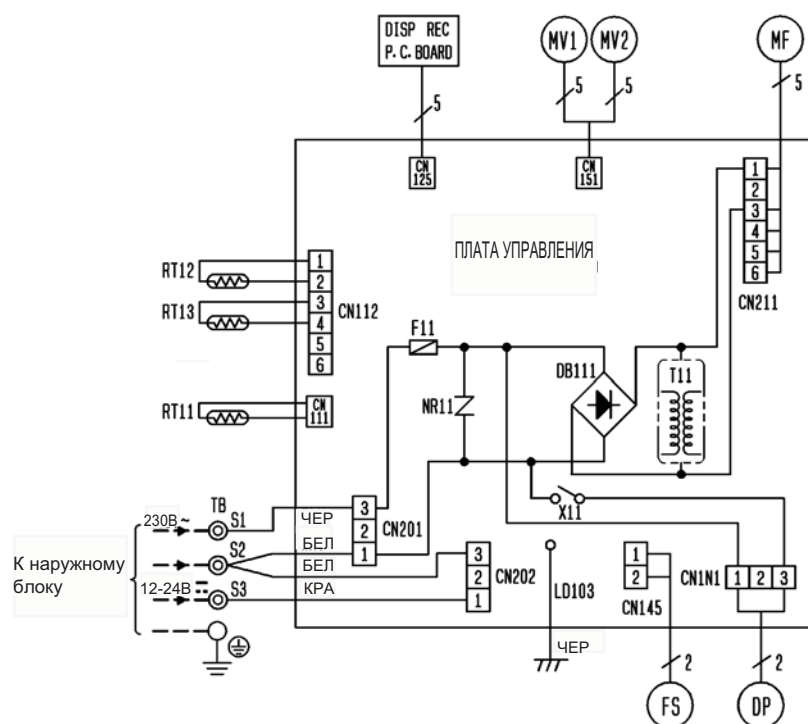 DISP REC
P. C. BOARD
MV1
MV2
MF
5
5
5
5
CN
125
CN
151
1
2
3
4
5
6
CN211
ПЛАТА УПРАВЛЕНИЯ
RT12
RT13
1
2
3
4
5
6
CN112
F11
DB111
T11
NR11
RT11
CN
111
X11
TB
230В ~
S1
ЧЕР
3
2
1
CN201
S2
БЕЛ
БЕЛ
К наружному
блоку
12-24В
S3
КРА
3
2
1
CN202
LD103
ЧЕР
1
2
CN145
CN1N1
1
2
3
2
2
FS
DP